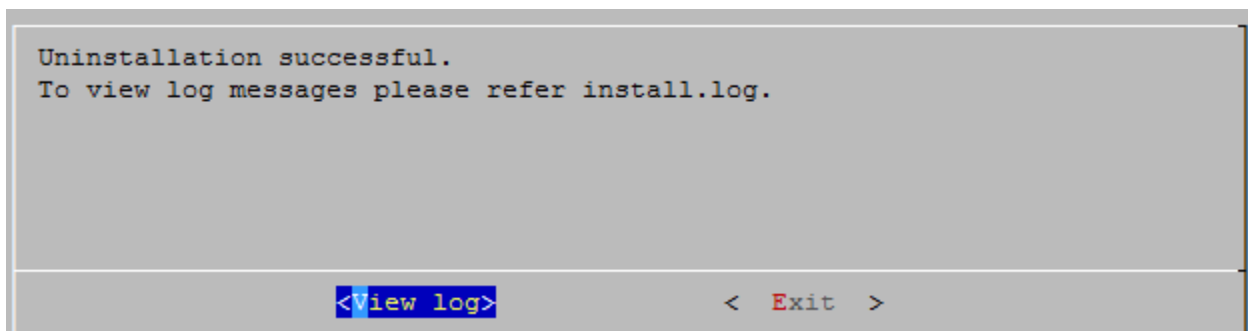 Uninstallation successful.
To view log messages please refer install.log.
<View log> < Exit >